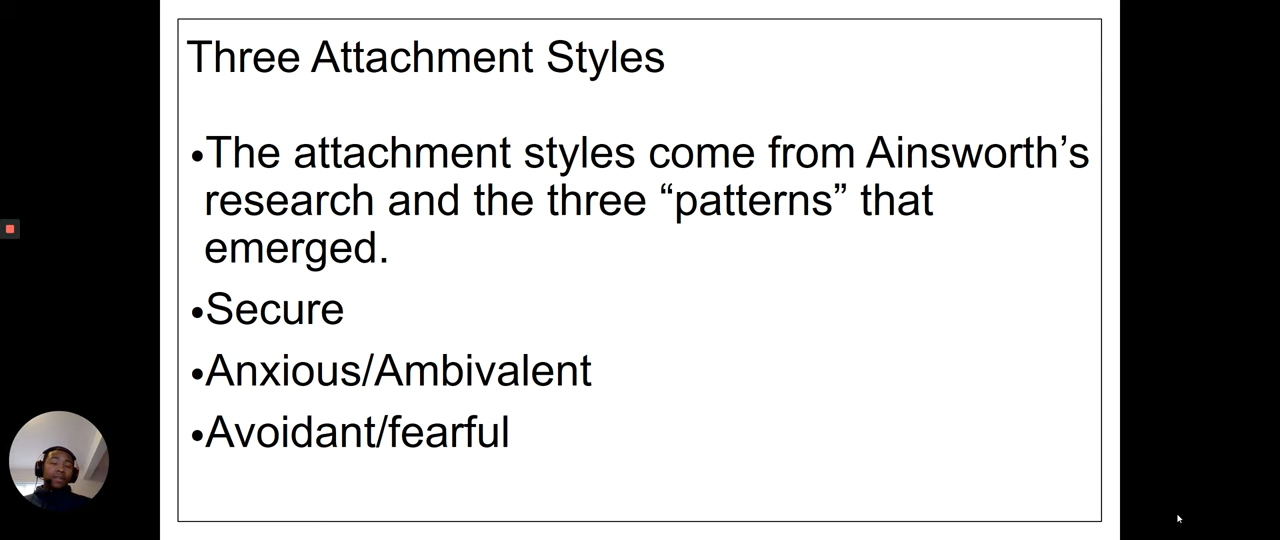 Three Attachment Styles
•The attachment styles come from Ainsworth’s
research and the three “patterns” that
emerged.
•Secure
•Anxious/Ambivalent
•Avoidant/fearful